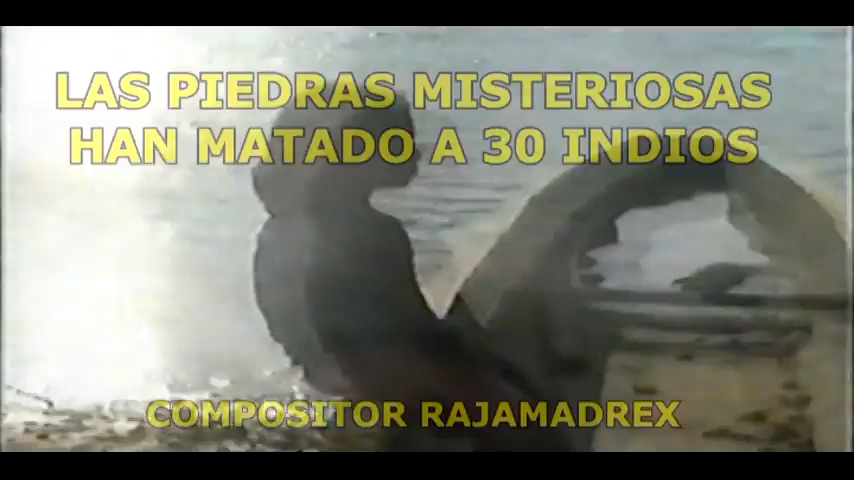 LAS PIEDRAS MISTERIOSAS
HAN MATADO A 30 INDIOS
COMPOSITOR RAJAMADREX